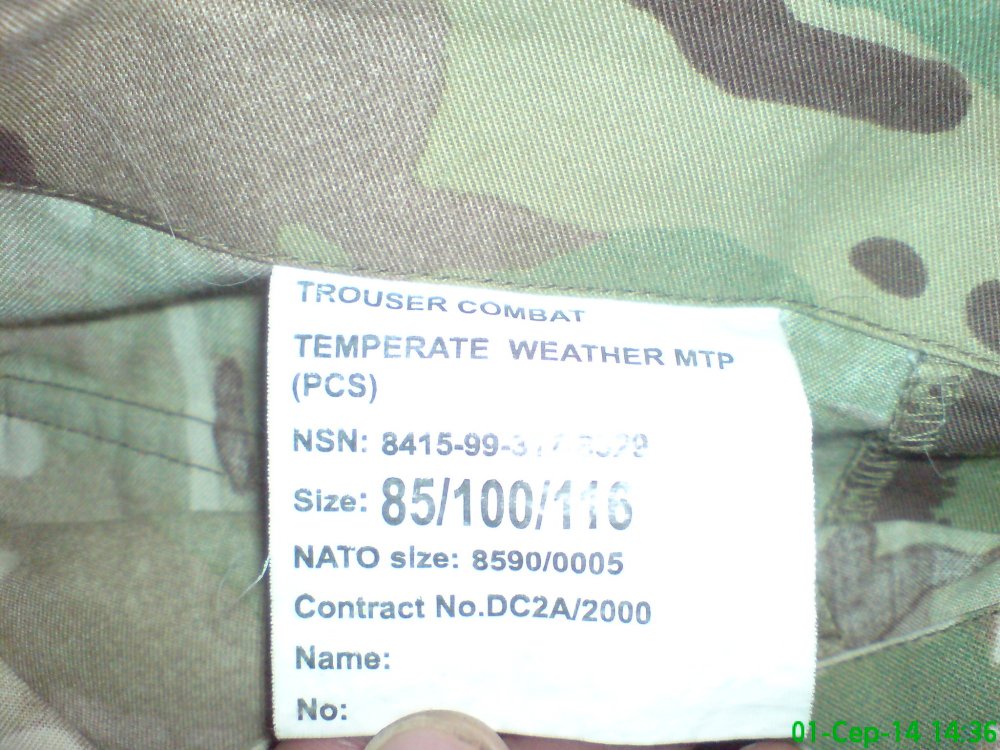 TROUSER COMBAT
TEMPERATE WEATHER MTP
(PCS)
NSN:
Size: 85/100/116
NATO size: 8590/0005
Contract No.DC2A/2000
Name:
No:
01-Сер-14 14:36